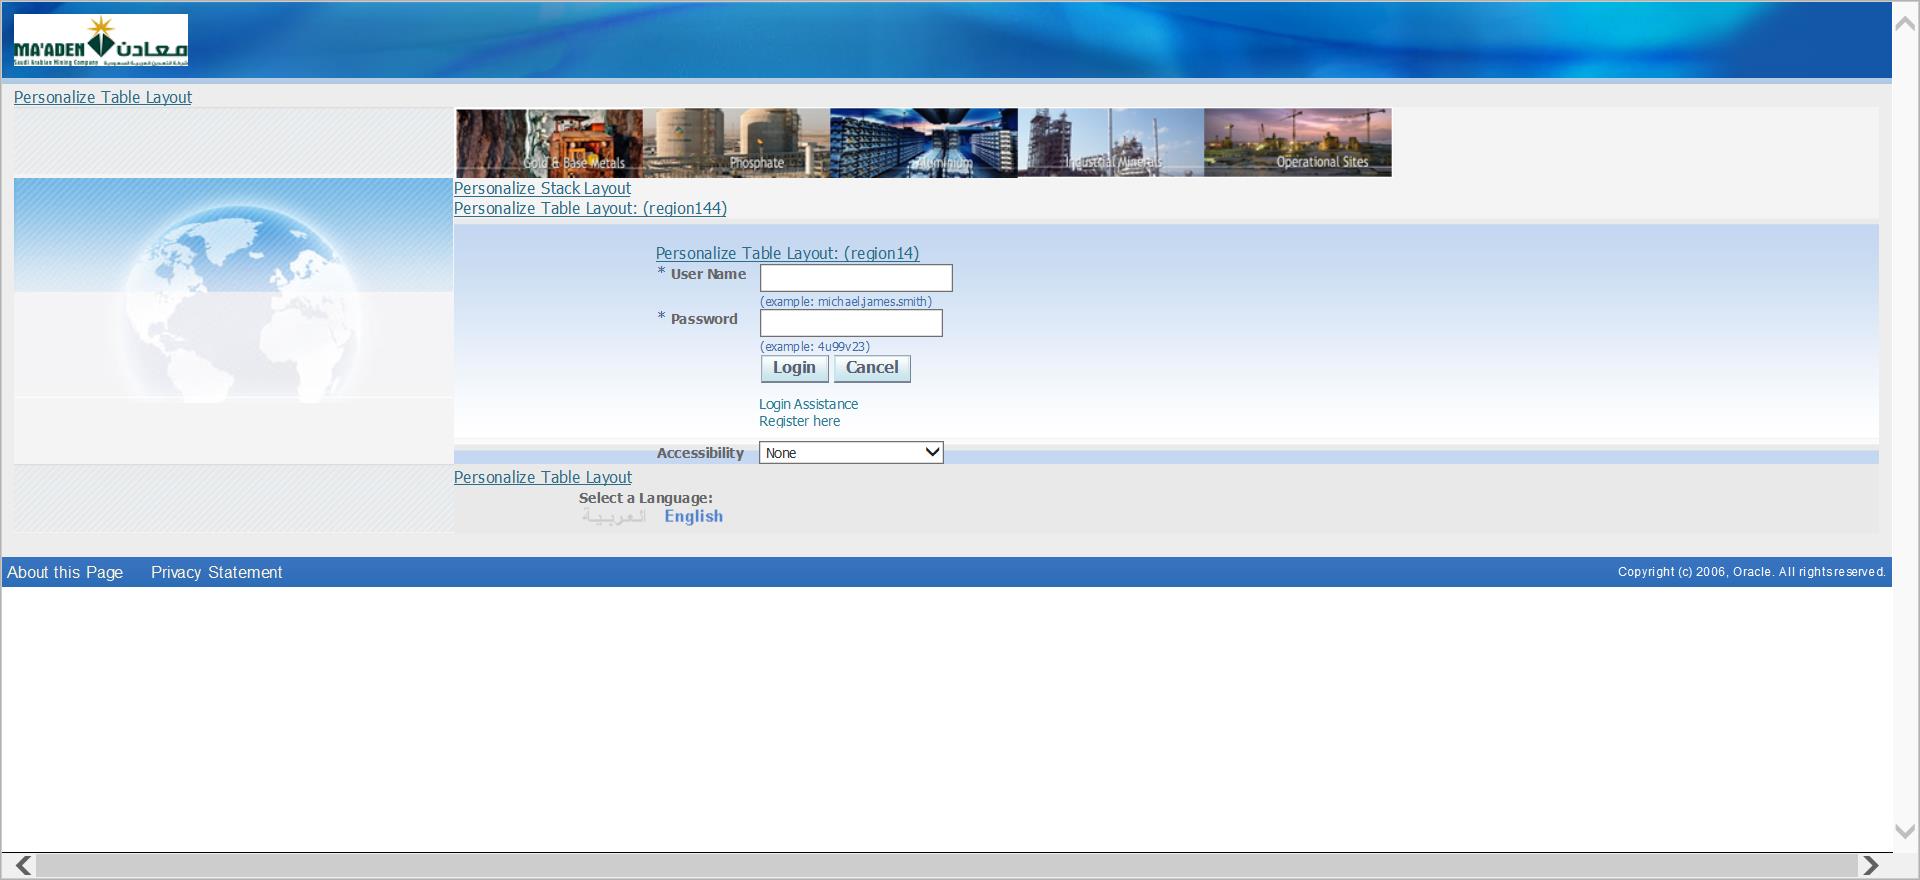 MA'ADEN معادن
Saudi Arabian Mining Company شركة التعدين العربية السعودية
Personalize Table Layout
Gold & Base Metals
Phosphate
Aluminium
Industrial Minerals
Operational Sites
Personalize Stack Layout
Personalize Table Layout: (region144)
Personalize Table Layout: (region14)
* User Name
(example: michael.james.smith)
* Password
(example: 4u99v23)
Login Cancel
Login Assistance
Register here
Accessibility None
Personalize Table Layout
Select a Language:
العربية English
About this Page Privacy Statement Copyright (c) 2006, Oracle. All rights reserved.